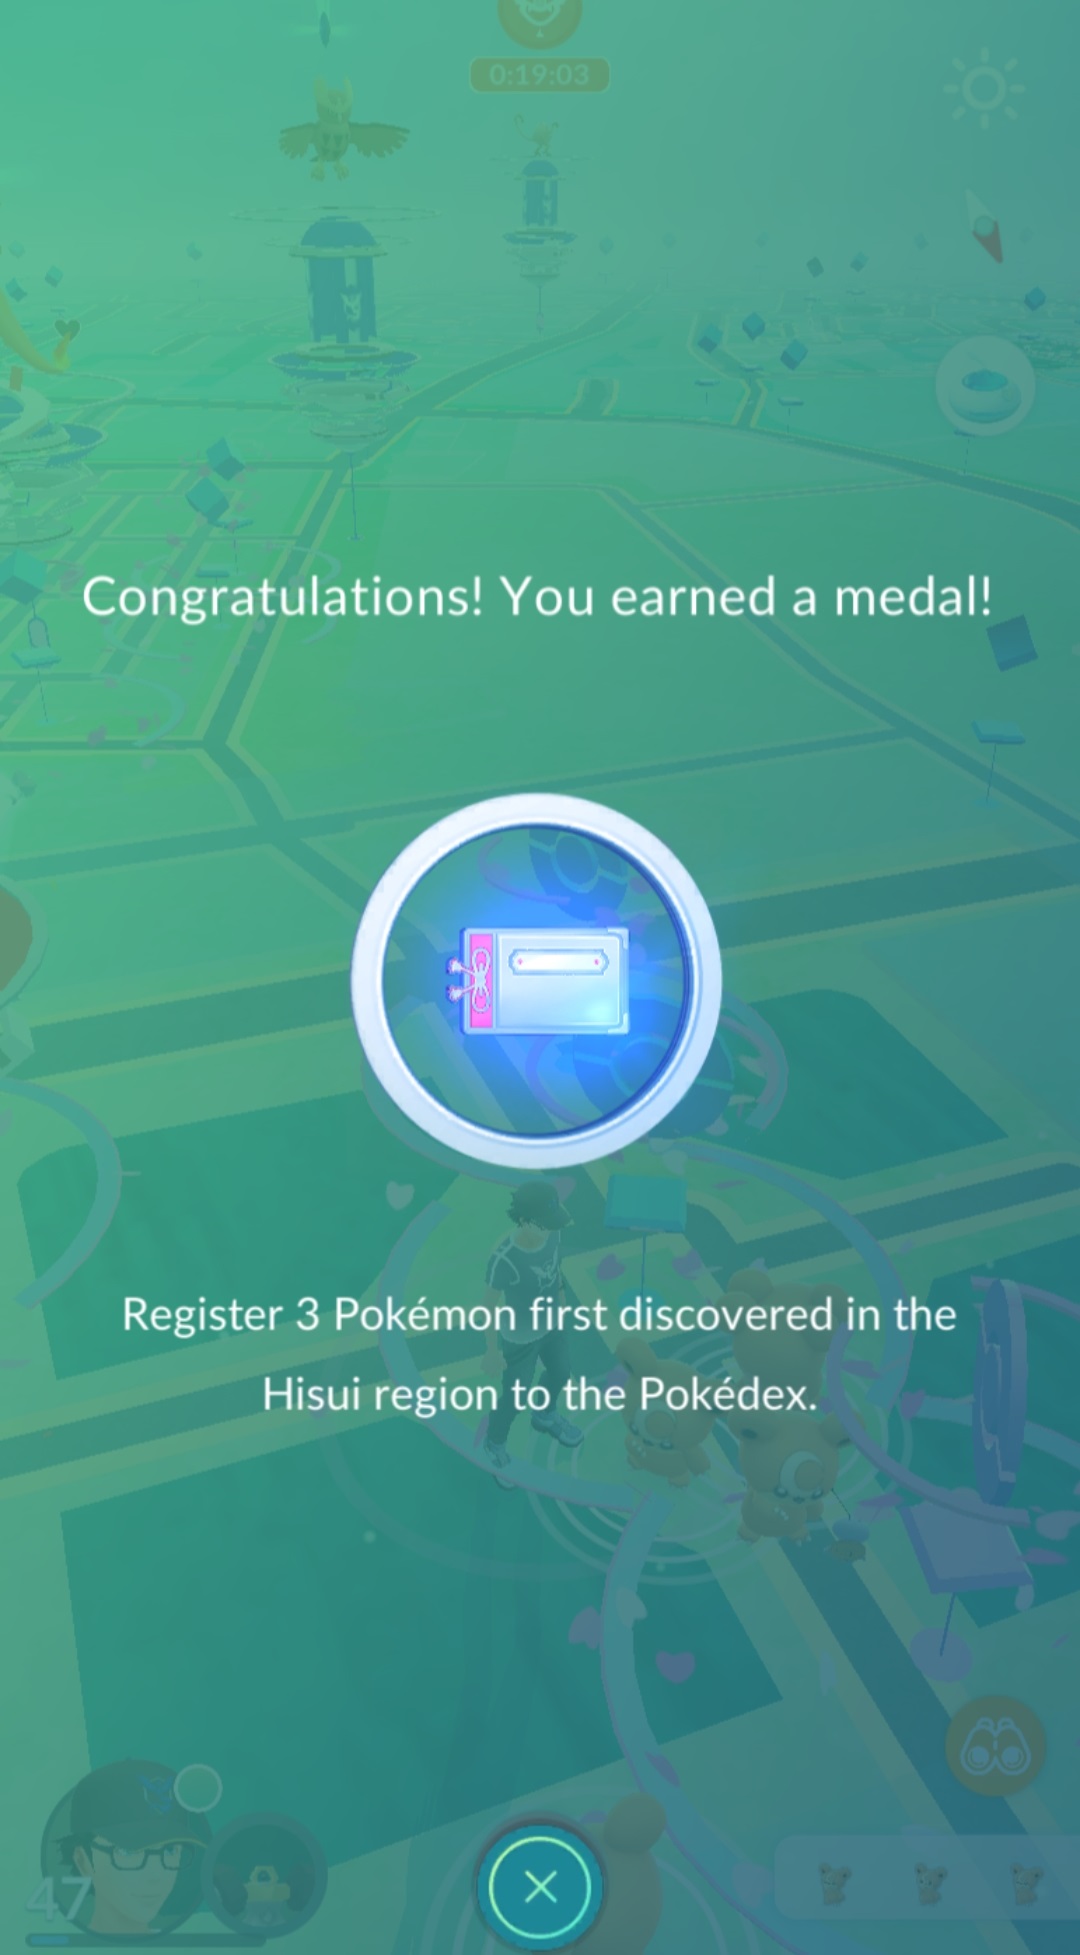 0:19:03
Congratulations! You earned a medal!
Register 3 Pokémon first discovered in the
Hisui region to the Pokédex.
47